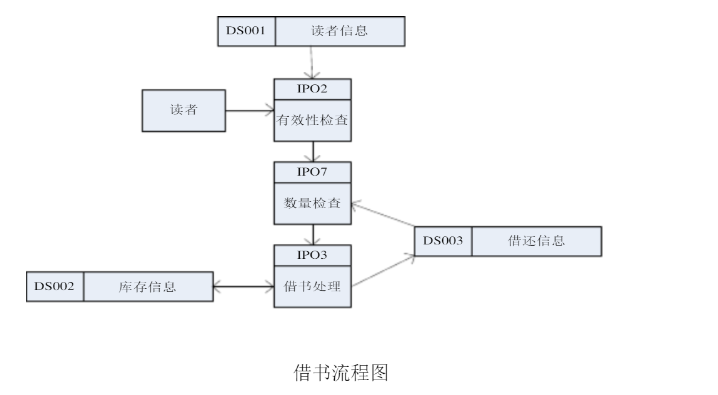 DS001 读者信息
IPO2
读者
有效性检查
IPO7
数量检查
DS003 借还信息
IPO3
DS002 库存信息
借书处理
借书流程图